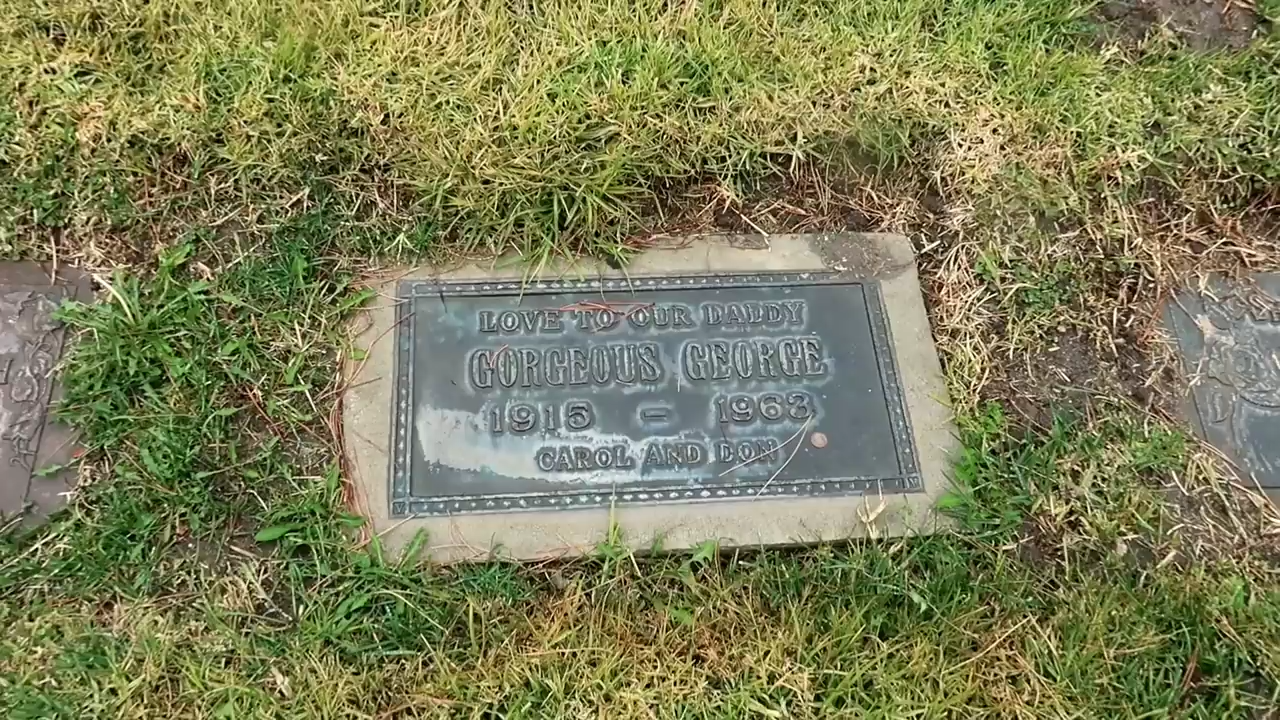 LOVE TO OUR DADDY
GORGEOUS GEORGE
1915 – 1963
CAROL AND DON